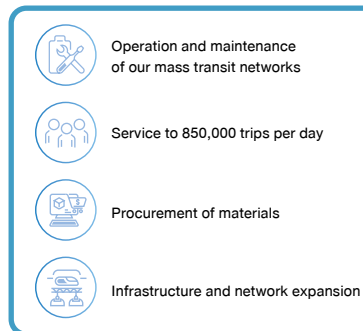 Operation and maintenance
of our mass transit networks
Service to 850,000 trips per day
Procurement of materials
Infrastructure and network expansion